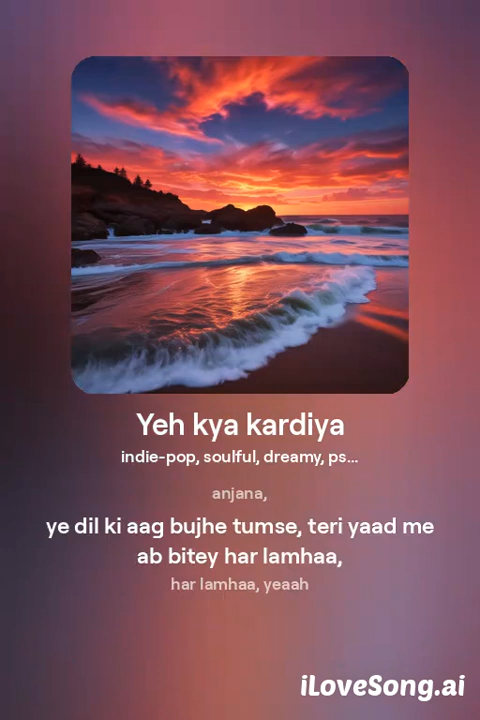 Yeh kya kardiya
indie-pop, soulful, dreamy, ps...
anjana,
ye dil ki aag bujhe tumse, teri yaad me
ab bitey har lamhaa,
har lamhaa, yeaah
iLoveSong.ai